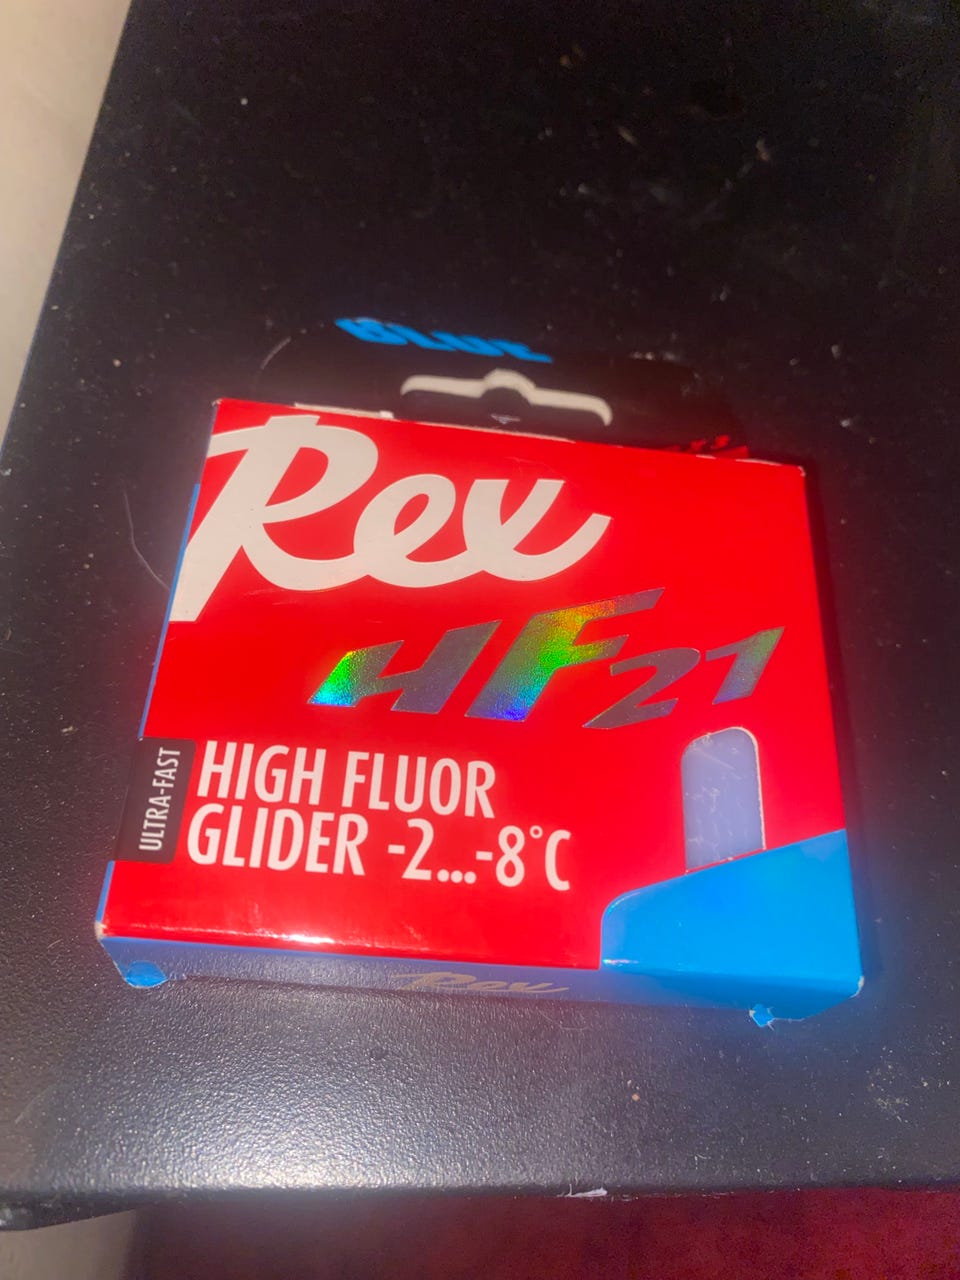 BLUE
Rex
HF21
ULTRA-FAST
HIGH FLUOR
GLIDER -2...-8°C
Rex